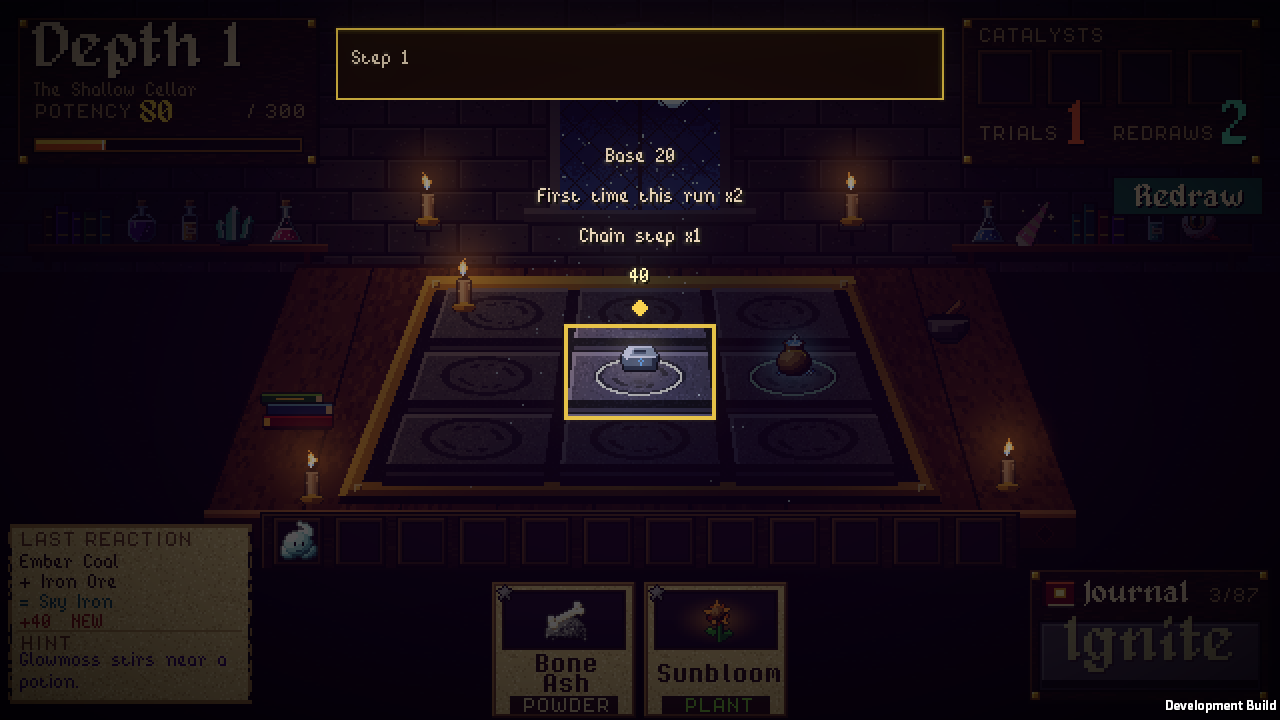 Depth 1
The Shallow Cellar
POTENCY 80 / 300
Step 1
CATALYSTS
TRIALS 1 REDRAWS 2
Redraw
Base 20
First time this run x2
Chain step x1
40
LAST REACTION
Ember Coal
+ Iron Ore
= Sky Iron
+40 NEW
HINT
Glowmoss stirs near a
potion.
Bone
Ash
POWDER
Sunbloom
PLANT
Journal 3/87
Ignite
Development Build